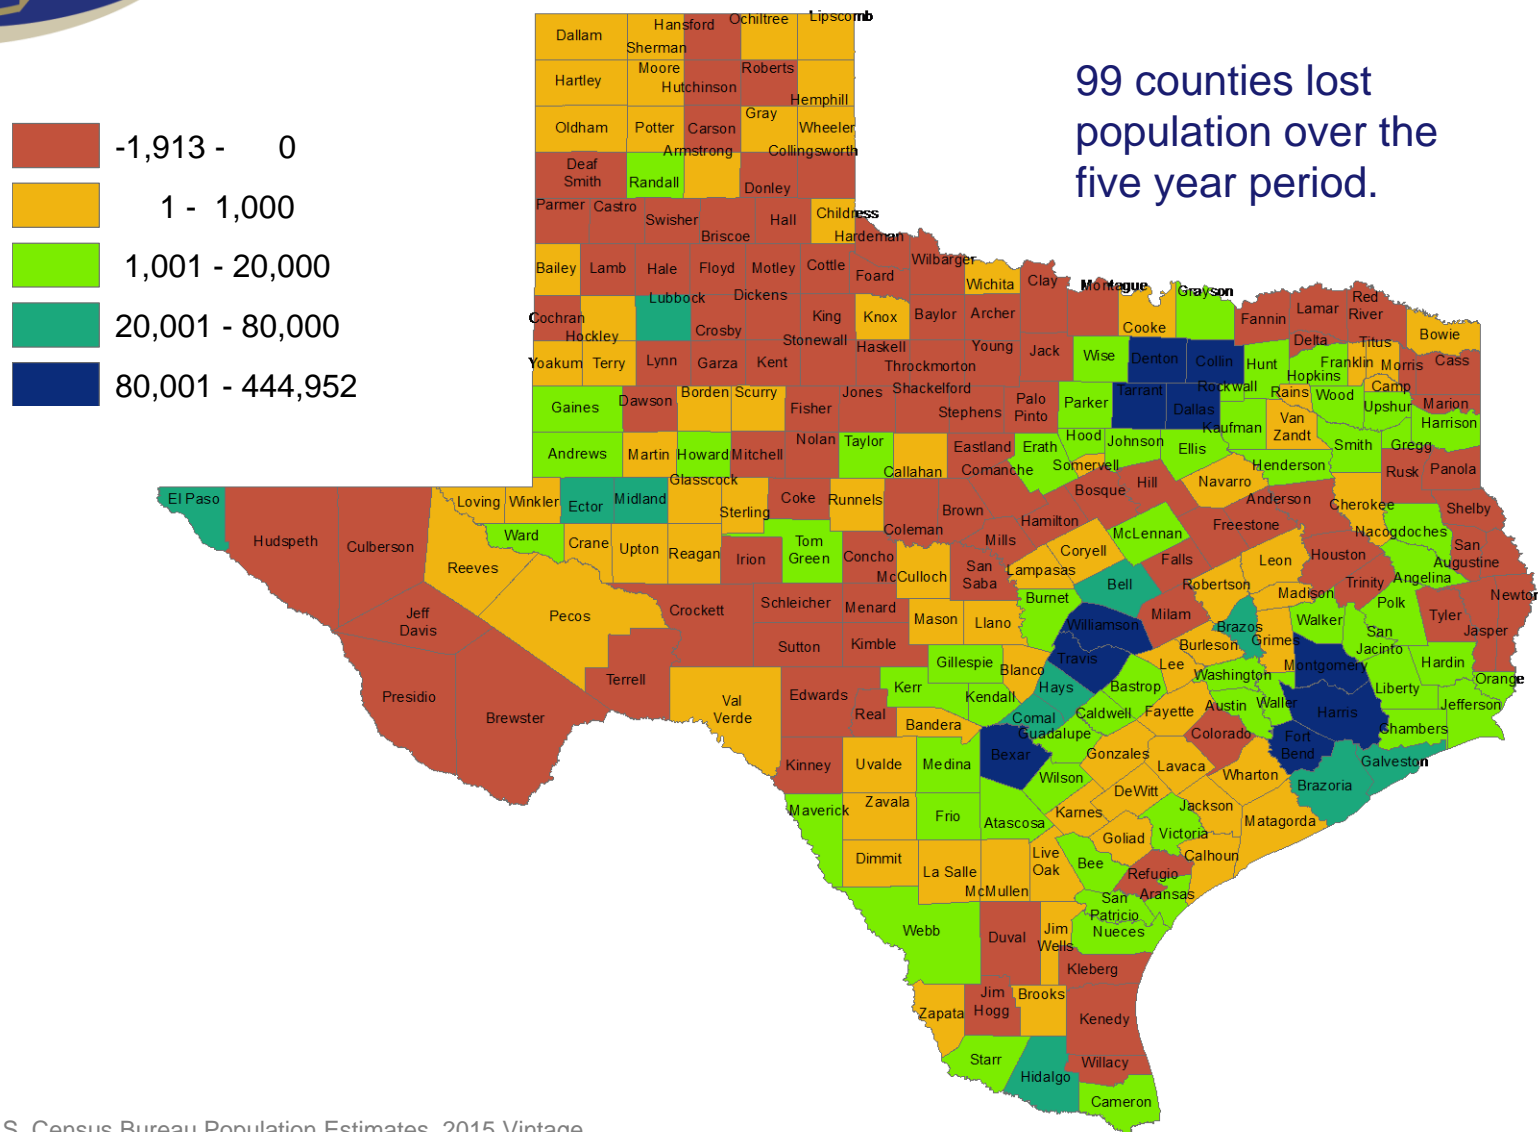 99 counties lost
population over the
five year period.
-1,913 - 0
1 - 1,000
1,001 - 20,000
20,001 - 80,000
80,001 - 444,952
Dallam
Sherman
Hansford
Ochiltree
Lipscomb
Hartley
Moore
Hutchinson
Roberts
Hemphill
Oldham
Potter
Carson
Gray
Wheeler
Deaf
Smith
Randall
Armstrong
Donley
Collingsworth
Parmer
Castro
Swisher
Briscoe
Hall
Childress
Hardeman
Bailey
Lamb
Hale
Floyd
Motley
Cottle
Foard
Wilbarger
Wichita
Clay
Montague
Cooke
Grayson
Fannin
Lamar
Red
River
Bowie
Cochran
Hockley
Lubbock
Crosby
Dickens
King
Knox
Baylor
Archer
Yoakum
Terry
Lynn
Garza
Kent
Stonewall
Haskell
Throckmorton
Young
Jack
Wise
Denton
Collin
Hunt
Delta
Hopkins
Franklin
Titus
Morris
Cass
Camp
Gaines
Dawson
Borden
Scurry
Fisher
Jones
Shackelford
Stephens
Palo
Pinto
Parker
Tarrant
Dallas
Rockwall
Kaufman
Rains
Van
Zandt
Wood
Upshur
Marion
Harrison
Andrews
Martin
Howard
Mitchell
Nolan
Taylor
Callahan
Eastland
Comanche
Erath
Hood
Somervell
Johnson
Ellis
Henderson
Smith
Gregg
Rusk
Panola
El Paso
Hudspeth
Culberson
Loving
Winkler
Ector
Midland
Glasscock
Sterling
Coke
Runnels
Coleman
Brown
Hamilton
Bosque
Hill
Navarro
Anderson
Cherokee
Nacogdoches
Shelby
Ward
Crane
Upton
Reagan
Irion
Tom
Green
Concho
McCulloch
San
Saba
Mills
Lampasas
Coryell
McLennan
Falls
Freestone
Leon
Houston
Trinity
Angelina
San
Augustine
Newton
Reeves
Jeff
Davis
Pecos
Crockett
Schleicher
Menard
Mason
Llano
Burnet
Bell
Milam
Robertson
Madison
Walker
Polk
Tyler
Jasper
Presidio
Brewster
Terrell
Sutton
Kimble
Gillespie
Blanco
Williamson
Travis
Lee
Burleson
Brazos
Grimes
Montgomery
San
Jacinto
Hardin
Orange
Val
Verde
Edwards
Real
Kerr
Kendall
Hays
Bastrop
Washington
Waller
Harris
Liberty
Jefferson
Chambers
Kinney
Bandera
Comal
Guadalupe
Caldwell
Fayette
Austin
Colorado
Fort
Bend
Galveston
Brazoria
Uvalde
Medina
Bexar
Wilson
Gonzales
Lavaca
Wharton
Matagorda
Maverick
Zavala
Frio
Atascosa
Karnes
DeWitt
Jackson
Victoria
Calhoun
Goliad
Dimmit
La Salle
McMullen
Live
Oak
Bee
Refugio
Aransas
San
Patricio
Nueces
Webb
Duval
Jim
Wells
Kleberg
Zapata
Jim
Hogg
Brooks
Kenedy
Starr
Hidalgo
Willacy
Cameron
S. Census Bureau Population Estimates, 2015 Vintage